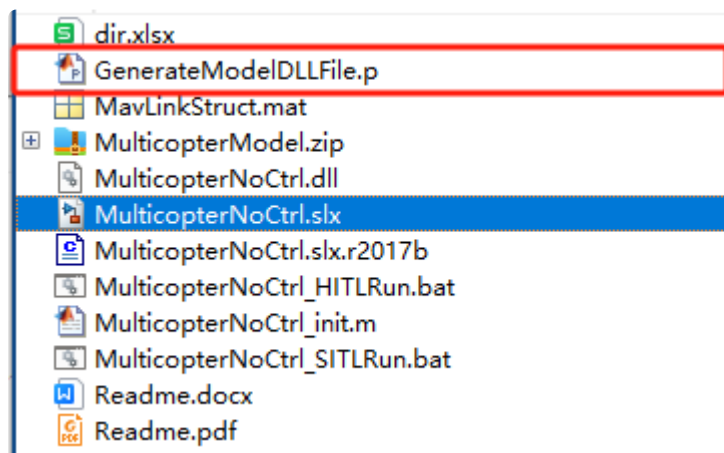 dir.xlsx
GenerateModelDLLFile.p
MavLinkStruct.mat
MulticopterModel.zip
MulticopterNoCtrl.dll
MulticopterNoCtrl.slx
MulticopterNoCtrl.slx.r2017b
MulticopterNoCtrl_HITLRun.bat
MulticopterNoCtrl_init.m
MulticopterNoCtrl_SITLRun.bat
Readme.docx
Readme.pdf